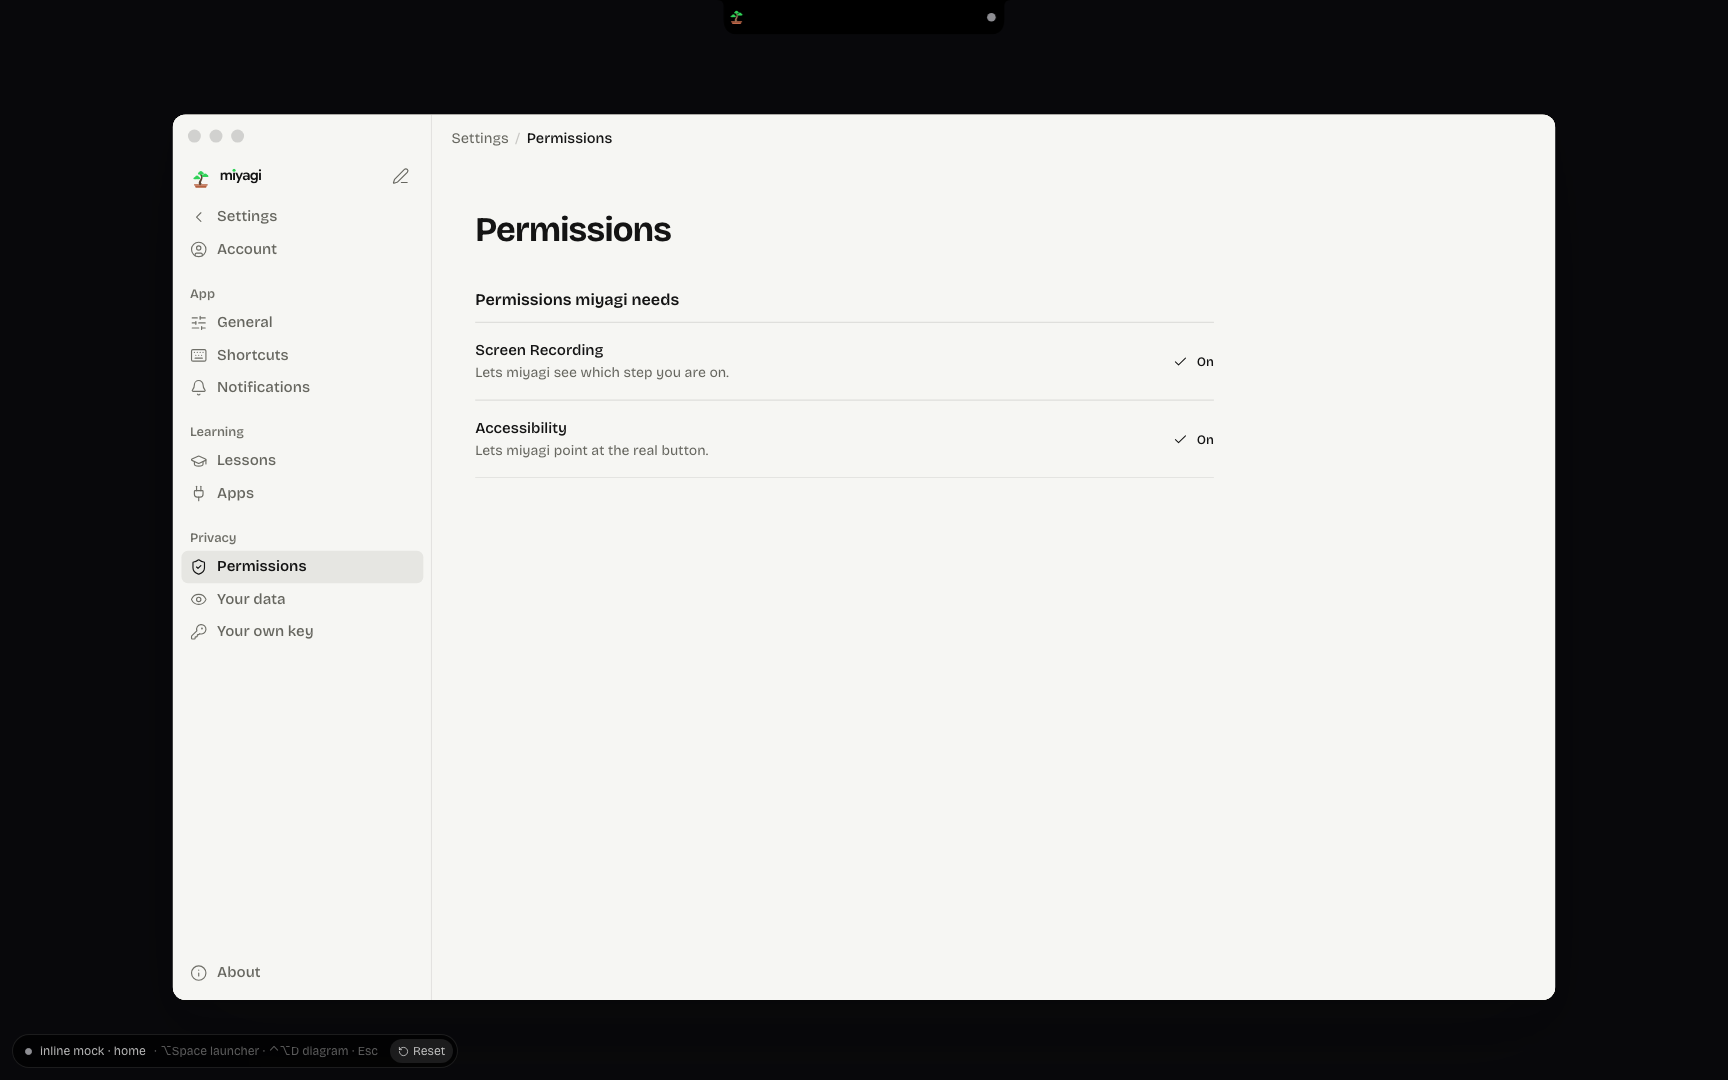 miyagi
Settings
Account
App
General
Shortcuts
Notifications
Learning
Lessons
Apps
Privacy
Permissions
Your data
Your own key
About
Settings / Permissions
Permissions
Permissions miyagi needs
Screen Recording
Lets miyagi see which step you are on.
On
Accessibility
Lets miyagi point at the real button.
On
inline mock · home · ⌥Space launcher · ^⌥D diagram · Esc Reset